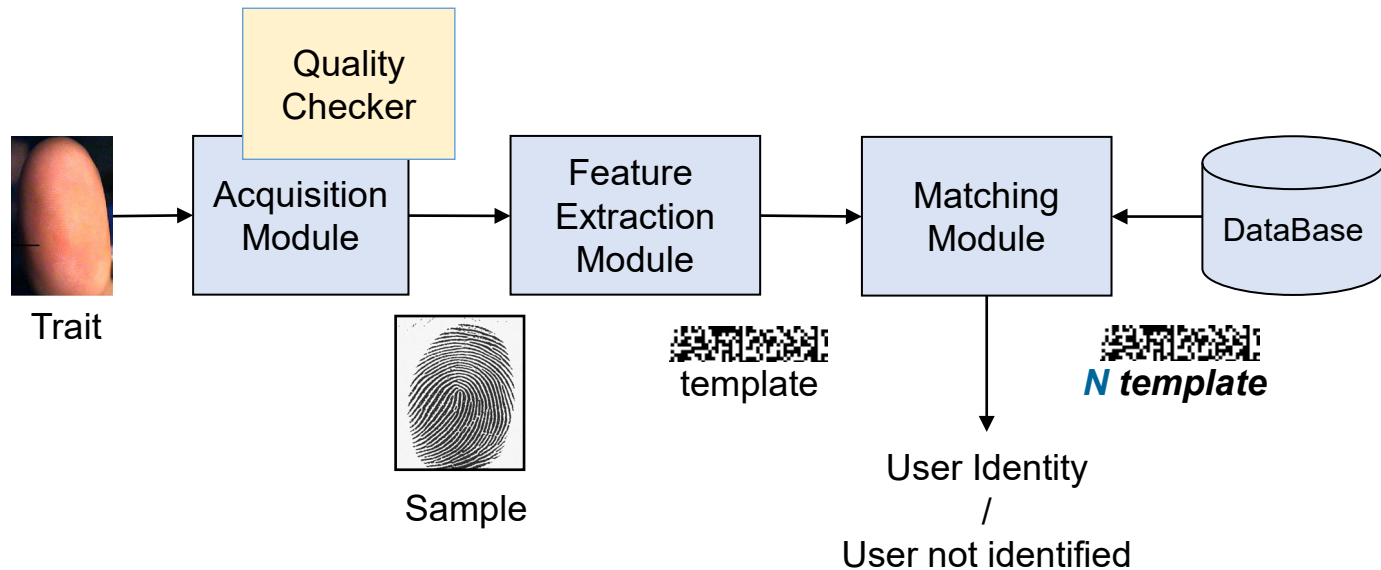 Quality
Checker
Trait
Acquisition
Module
Sample
Feature
Extraction
Module
template
Matching
Module
DataBase
N template
User Identity
/
User not identified